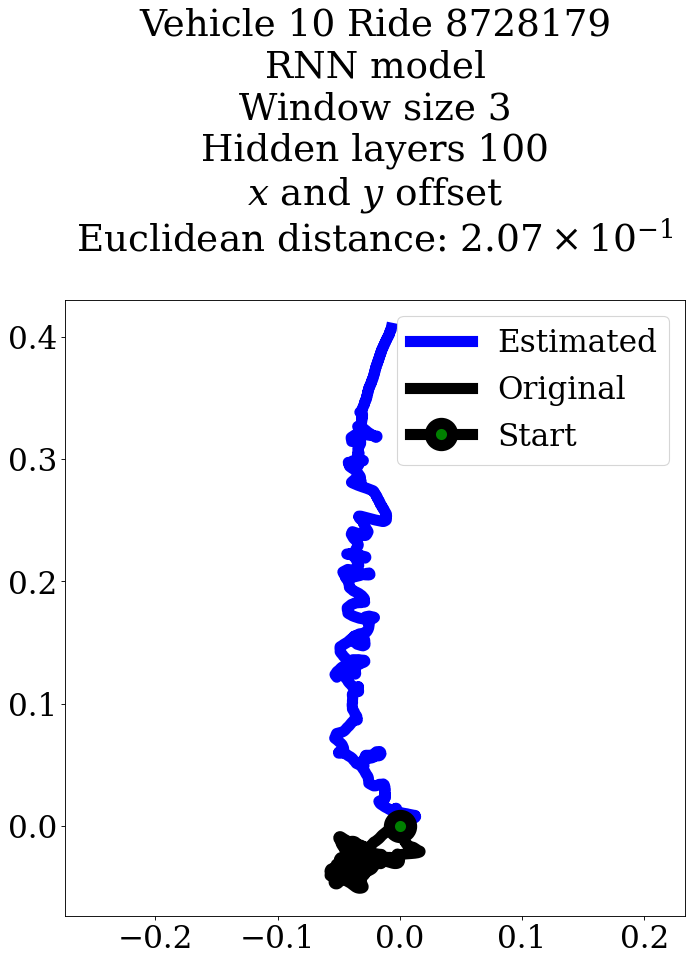 Vehicle 10 Ride 8728179
RNN model
Window size 3
Hidden layers 100
x and y offset
Euclidean distance: 2.07 × 10⁻¹
Estimated
Original
Start
0.4
0.3
0.2
0.1
0.0
−0.2
−0.1
0.0
0.1
0.2